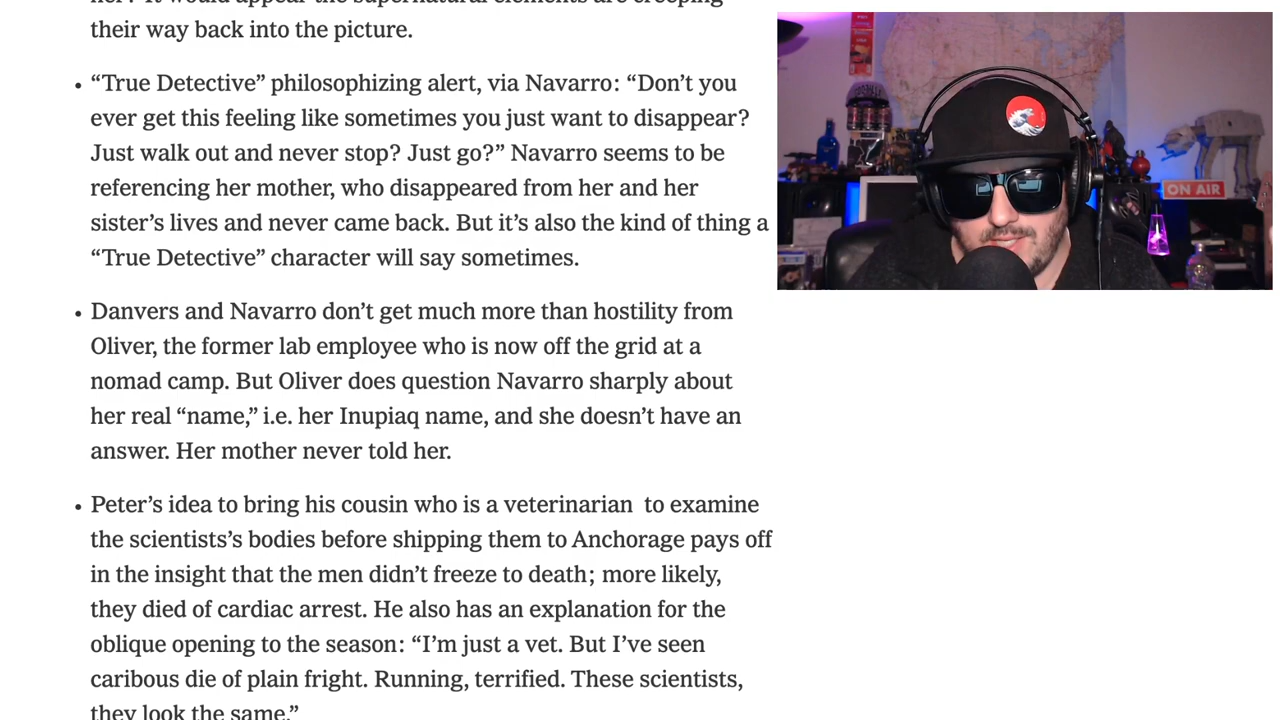 their way back into the picture.
• “True Detective” philosophizing alert, via Navarro: “Don’t you
ever get this feeling like sometimes you just want to disappear?
Just walk out and never stop? Just go?” Navarro seems to be
referencing her mother, who disappeared from her and her
sister’s lives and never came back. But it’s also the kind of thing a
“True Detective” character will say sometimes.
• Danvers and Navarro don’t get much more than hostility from
Oliver, the former lab employee who is now off the grid at a
nomad camp. But Oliver does question Navarro sharply about
her real “name,” i.e. her Inupiaq name, and she doesn’t have an
answer. Her mother never told her.
• Peter’s idea to bring his cousin who is a veterinarian  to examine
the scientists’s bodies before shipping them to Anchorage pays off
in the insight that the men didn’t freeze to death; more likely,
they died of cardiac arrest. He also has an explanation for the
oblique opening to the season: “I’m just a vet. But I’ve seen
caribous die of plain fright. Running, terrified. These scientists,
they look the same.”
ON AIR